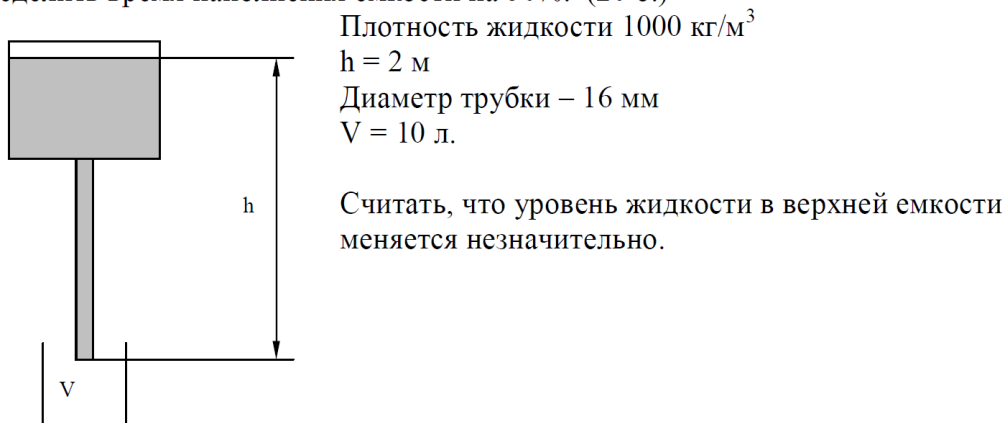 Плотность жидкости 1000 кг/м³
h = 2 м
Диаметр трубки – 16 мм
V = 10 л.
h
Считать, что уровень жидкости в верхней емкости
меняется незначительно.
V